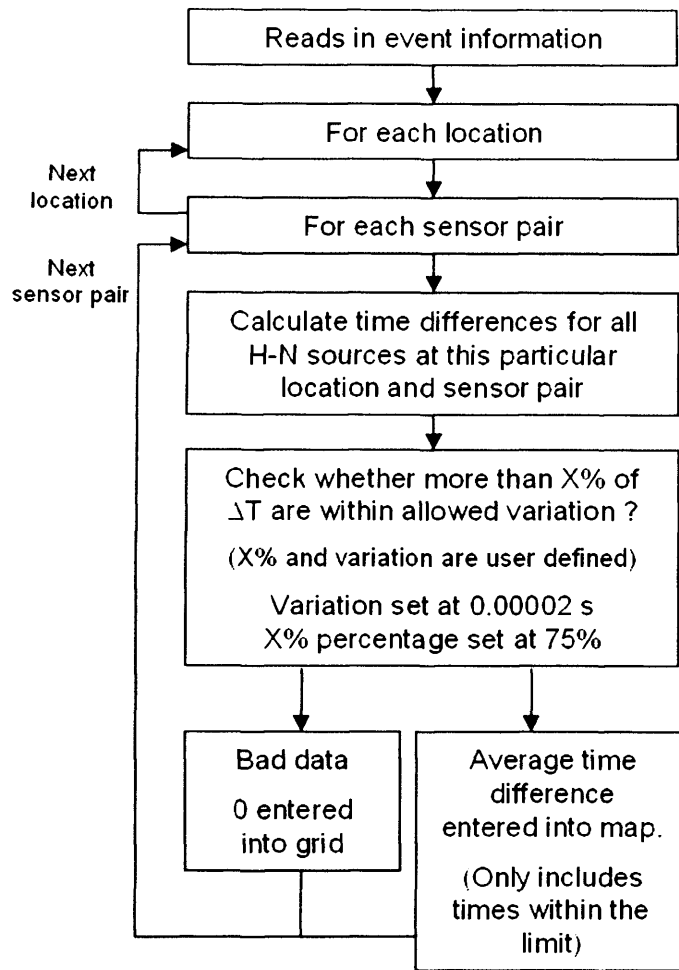 Reads in event information
For each location
Next
location
For each sensor pair
Next
sensor pair
Calculate time differences for all
H-N sources at this particular
location and sensor pair
Check whether more than X% of
△T are within allowed variation ?
(X% and variation are user defined)
Variation set at 0.00002 s
X% percentage set at 75%
Bad data
0 entered
into grid
Average time
difference
entered into map.
(Only includes
times within the
limit)